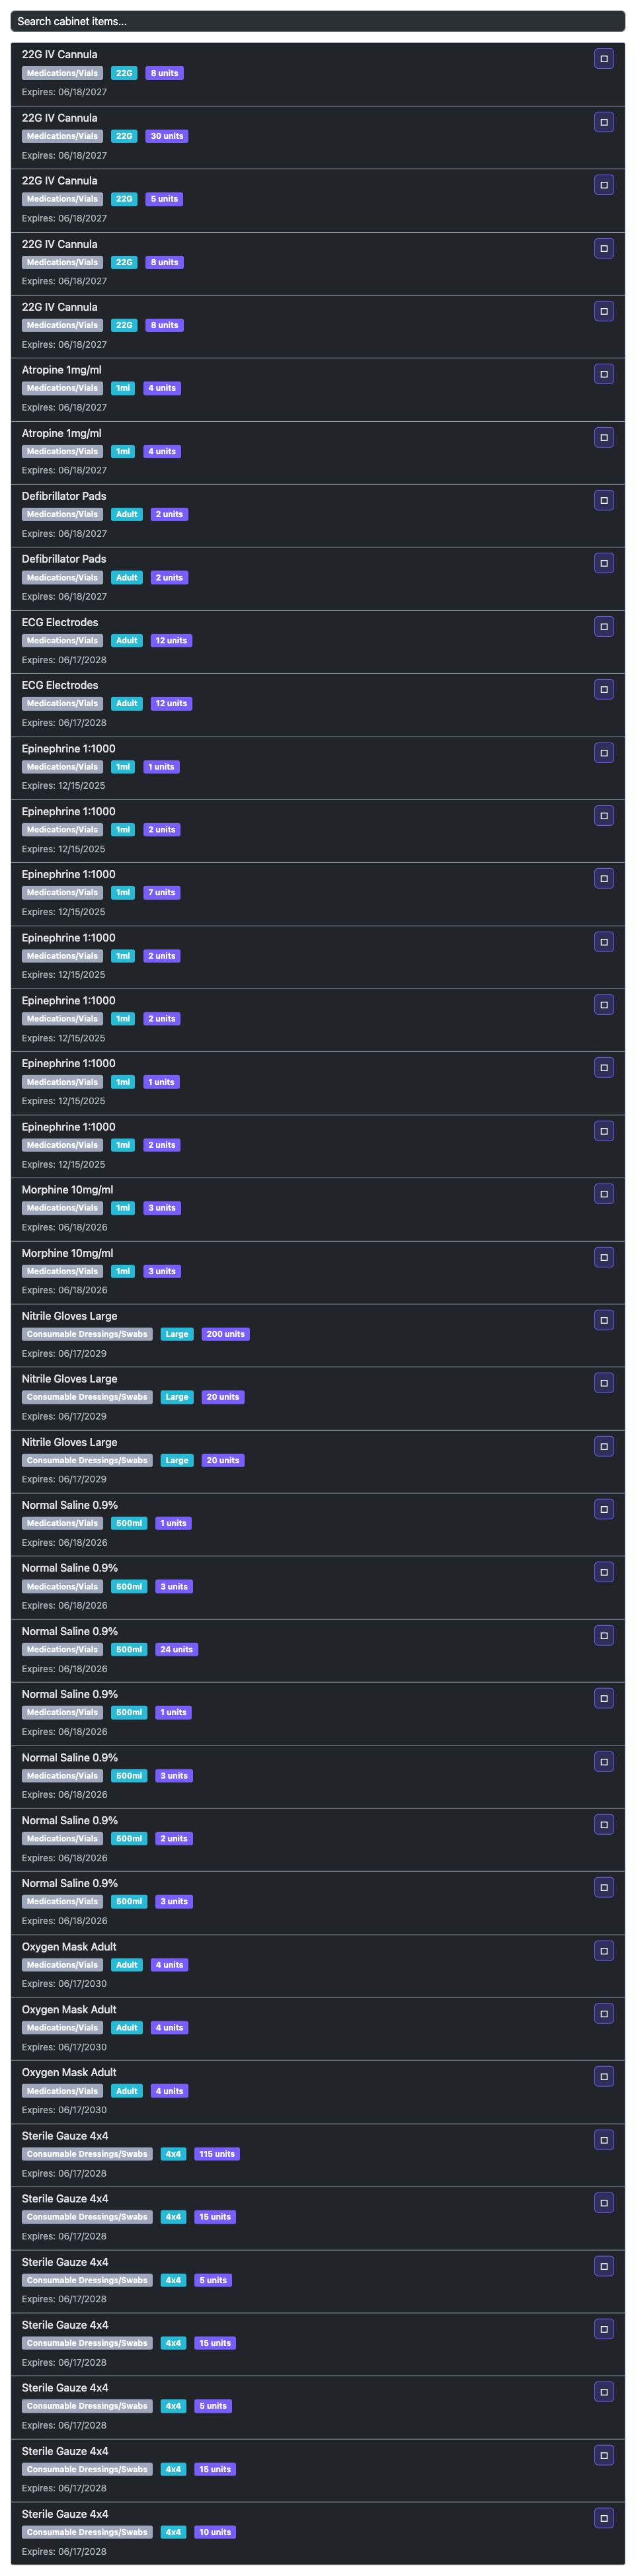 Search cabinet items...
22G IV Cannula
Medications/Vials 22G 8 units
Expires: 06/18/2027
22G IV Cannula
Medications/Vials 22G 30 units
Expires: 06/18/2027
22G IV Cannula
Medications/Vials 22G 5 units
Expires: 06/18/2027
22G IV Cannula
Medications/Vials 22G 8 units
Expires: 06/18/2027
22G IV Cannula
Medications/Vials 22G 8 units
Expires: 06/18/2027
Atropine 1mg/ml
Medications/Vials 1ml 4 units
Expires: 06/18/2027
Atropine 1mg/ml
Medications/Vials 1ml 4 units
Expires: 06/18/2027
Defibrillator Pads
Medications/Vials Adult 2 units
Expires: 06/18/2027
Defibrillator Pads
Medications/Vials Adult 2 units
Expires: 06/18/2027
ECG Electrodes
Medications/Vials Adult 12 units
Expires: 06/17/2028
ECG Electrodes
Medications/Vials Adult 12 units
Expires: 06/17/2028
Epinephrine 1:1000
Medications/Vials 1ml 1 units
Expires: 12/15/2025
Epinephrine 1:1000
Medications/Vials 1ml 2 units
Expires: 12/15/2025
Epinephrine 1:1000
Medications/Vials 1ml 7 units
Expires: 12/15/2025
Epinephrine 1:1000
Medications/Vials 1ml 2 units
Expires: 12/15/2025
Epinephrine 1:1000
Medications/Vials 1ml 2 units
Expires: 12/15/2025
Epinephrine 1:1000
Medications/Vials 1ml 1 units
Expires: 12/15/2025
Epinephrine 1:1000
Medications/Vials 1ml 2 units
Expires: 12/15/2025
Morphine 10mg/ml
Medications/Vials 1ml 3 units
Expires: 06/18/2026
Morphine 10mg/ml
Medications/Vials 1ml 3 units
Expires: 06/18/2026
Nitrile Gloves Large
Consumable Dressings/Swabs Large 200 units
Expires: 06/17/2029
Nitrile Gloves Large
Consumable Dressings/Swabs Large 20 units
Expires: 06/17/2029
Nitrile Gloves Large
Consumable Dressings/Swabs Large 20 units
Expires: 06/17/2029
Normal Saline 0.9%
Medications/Vials 500ml 1 units
Expires: 06/18/2026
Normal Saline 0.9%
Medications/Vials 500ml 3 units
Expires: 06/18/2026
Normal Saline 0.9%
Medications/Vials 500ml 24 units
Expires: 06/18/2026
Normal Saline 0.9%
Medications/Vials 500ml 1 units
Expires: 06/18/2026
Normal Saline 0.9%
Medications/Vials 500ml 3 units
Expires: 06/18/2026
Normal Saline 0.9%
Medications/Vials 500ml 2 units
Expires: 06/18/2026
Normal Saline 0.9%
Medications/Vials 500ml 3 units
Expires: 06/18/2026
Oxygen Mask Adult
Medications/Vials Adult 4 units
Expires: 06/17/2030
Oxygen Mask Adult
Medications/Vials Adult 4 units
Expires: 06/17/2030
Oxygen Mask Adult
Medications/Vials Adult 4 units
Expires: 06/17/2030
Sterile Gauze 4x4
Consumable Dressings/Swabs 4x4 115 units
Expires: 06/17/2028
Sterile Gauze 4x4
Consumable Dressings/Swabs 4x4 15 units
Expires: 06/17/2028
Sterile Gauze 4x4
Consumable Dressings/Swabs 4x4 5 units
Expires: 06/17/2028
Sterile Gauze 4x4
Consumable Dressings/Swabs 4x4 15 units
Expires: 06/17/2028
Sterile Gauze 4x4
Consumable Dressings/Swabs 4x4 5 units
Expires: 06/17/2028
Sterile Gauze 4x4
Consumable Dressings/Swabs 4x4 15 units
Expires: 06/17/2028
Sterile Gauze 4x4
Consumable Dressings/Swabs 4x4 10 units
Expires: 06/17/2028